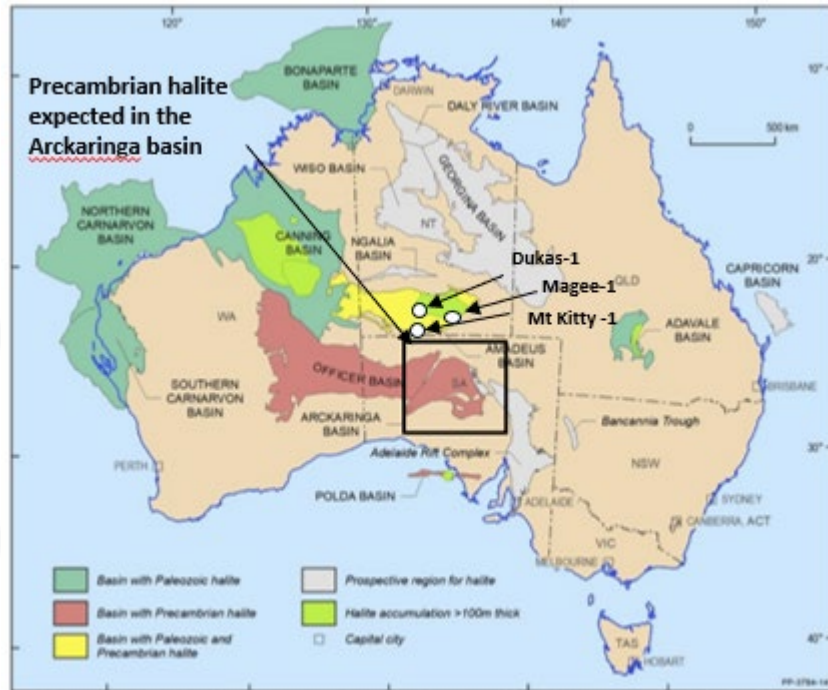 120°
130°
140°
150°
Precambrian halite
expected in the
Arckaringa basin
BONAPARTE
BASIN
DARWIN
DALY RIVER BASIN
10°
0
500 km
WISO BASIN
GEORGINA BASIN
NT
NORTHERN
CARNARVON
BASIN
CANNING
BASIN
NGALIA
BASIN
Dukas-1
Magee-1
Mt Kitty -1
20°
QLD
CAPRICORN
BASIN
WA
AMADEUS
BASIN
ADAVALE
BASIN
OFFICER BASIN
SA
SOUTHERN
CARNARVON
BASIN
ARCKARINGA
BASIN
BRISBANE
Bancannia Trough
Adelaide Rift Complex
30°
PERTH
NSW
POLDA BASIN
ADELAIDE
SYDNEY
CANBERRA, ACT
VIC
MELBOURNE
Basin with Paleozoic halite
Basin with Precambrian halite
Basin with Paleozoic and
Precambrian halite
Prospective region for halite
Halite accumulation >100m thick
Capital city
TAS
HOBART
40°